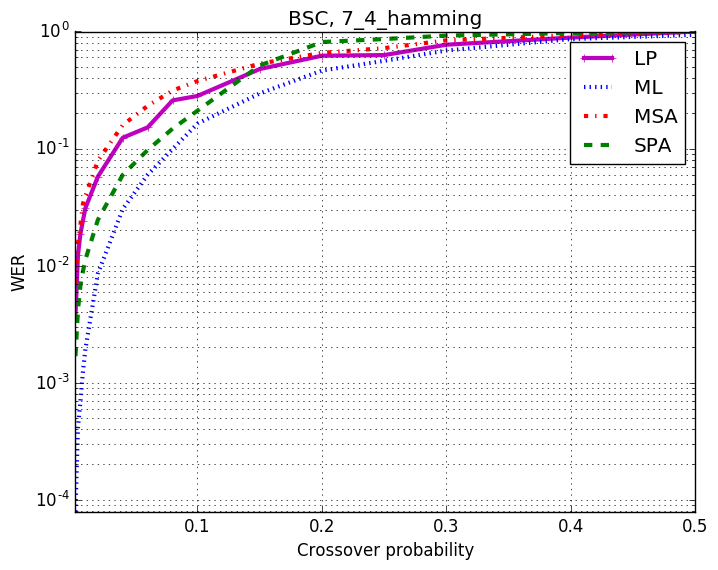 BSC, 7_4_hamming
10^0
10^-1
10^-2
10^-3
10^-4
WER
LP
ML
MSA
SPA
0.1 0.2 0.3 0.4 0.5
Crossover probability